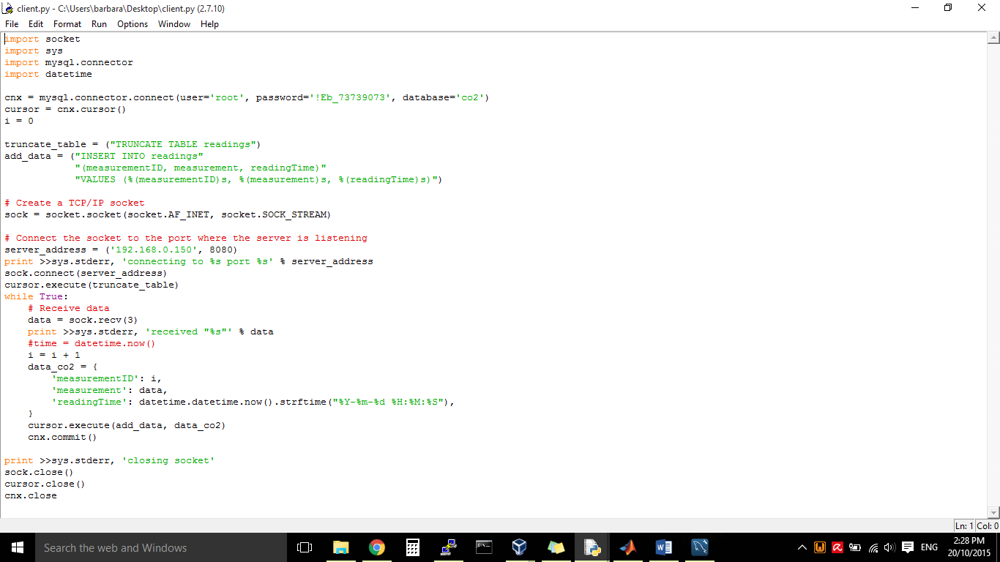 client.py - C:\Users\barbara\Desktop\client.py (2.7.10)
File Edit Format Run Options Window Help
import socket
import sys
import mysql.connector
import datetime

cnx = mysql.connector.connect(user='root', password='!Eb_73739073', database='co2')
cursor = cnx.cursor()
i = 0

truncate_table = ("TRUNCATE TABLE readings")
add_data = ("INSERT INTO readings"
            "(measurementID, measurement, readingTime)"
            "VALUES (%(measurementID)s, %(measurement)s, %(readingTime)s)")

# Create a TCP/IP socket
sock = socket.socket(socket.AF_INET, socket.SOCK_STREAM)

# Connect the socket to the port where the server is listening
server_address = ('192.168.0.150', 8080)
print >>sys.stderr, 'connecting to %s port %s' % server_address
sock.connect(server_address)
cursor.execute(truncate_table)
while True:
    # Receive data
    data = sock.recv(3)
    print >>sys.stderr, 'received "%s"' % data
    #time = datetime.now()
    i = i + 1
    data_co2 = {
        'measurementID': i,
        'measurement': data,
        'readingTime': datetime.datetime.now().strftime("%Y-%m-%d %H:%M:%S"),
    }
    cursor.execute(add_data, data_co2)
    cnx.commit()

print >>sys.stderr, 'closing socket'
sock.close()
cursor.close()
cnx.close
Ln: 1 Col: 0
Search the web and Windows
ENG
2:28 PM
20/10/2015